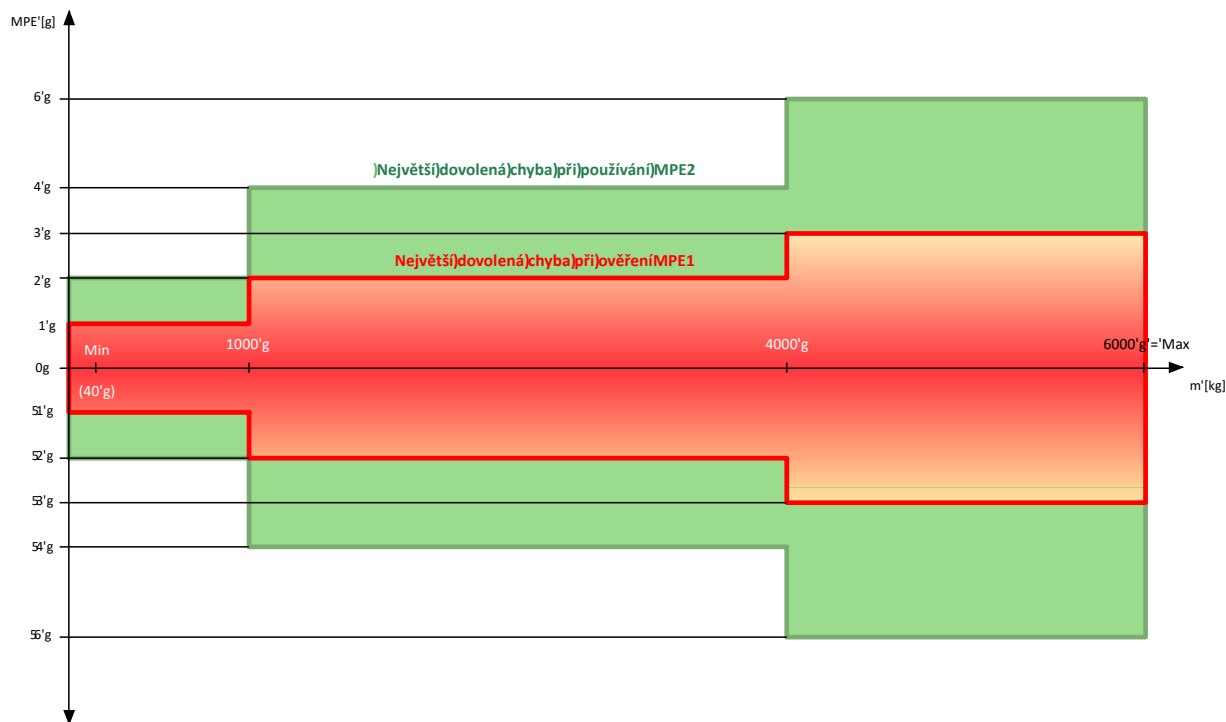 MPE'[g]
6'g
)Největší)dovolená)chyba)při)používání)MPE2
4'g
3'g
Největší)dovolená)chyba)při)ověřeníMPE1
2'g
1'g
Min
1000'g
4000'g
6000'g'='Max
0g
m'[kg]
(40'g)
51'g
52'g
53'g
54'g
56'g